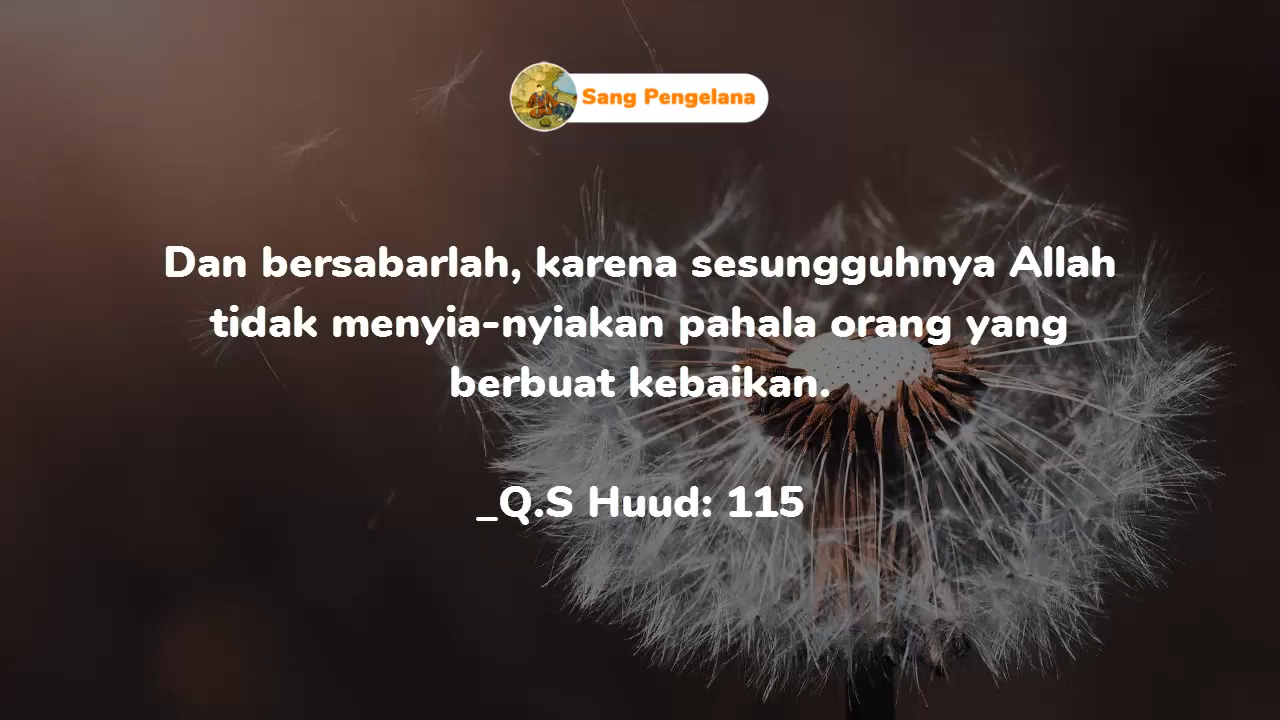 Sang Pengelana
Dan bersabarlah, karena sesungguhnya Allah
tidak menyia-nyiakan pahala orang yang
berbuat kebaikan.
_Q.S Huud: 115